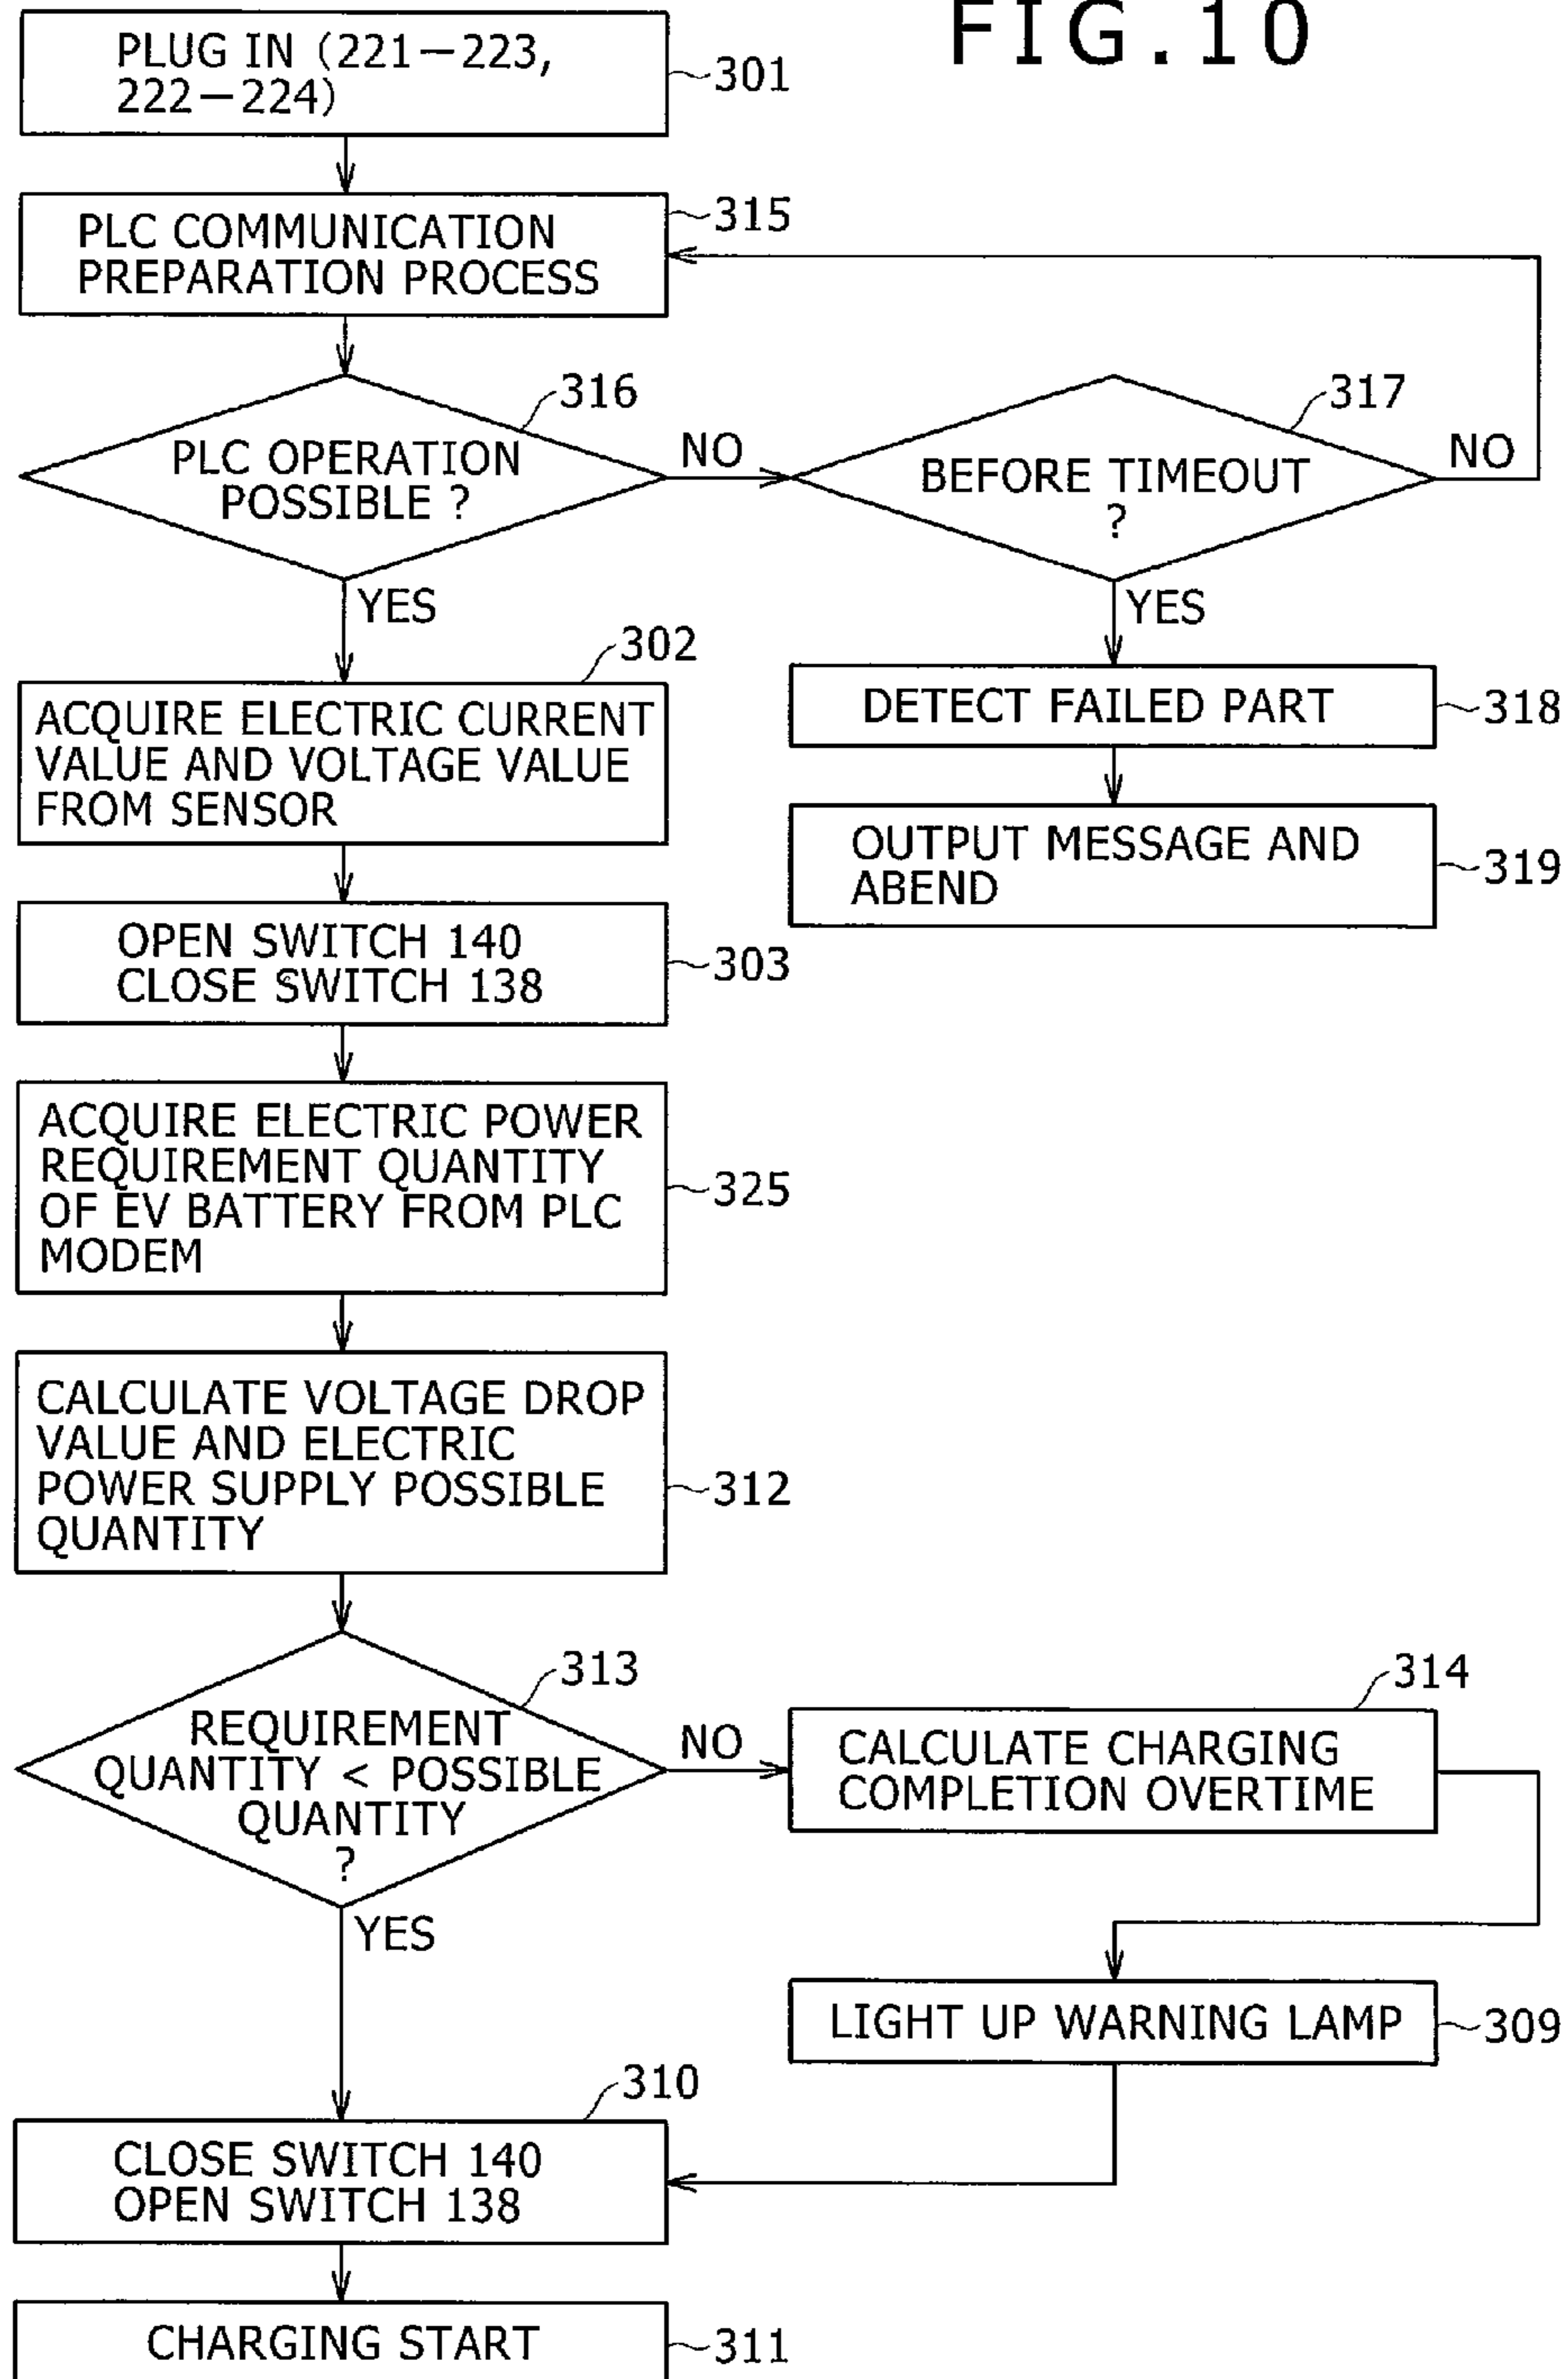 FIG.10
PLUG IN (221－223,
222－224)
301
PLC COMMUNICATION
PREPARATION PROCESS
315
PLC OPERATION
POSSIBLE ?
316
NO
BEFORE TIMEOUT
?
317
NO
YES
YES
ACQUIRE ELECTRIC CURRENT
VALUE AND VOLTAGE VALUE
FROM SENSOR
302
DETECT FAILED PART
318
OUTPUT MESSAGE AND
ABEND
319
OPEN SWITCH 140
CLOSE SWITCH 138
303
ACQUIRE ELECTRIC POWER
REQUIREMENT QUANTITY
OF EV BATTERY FROM PLC
MODEM
325
CALCULATE VOLTAGE DROP
VALUE AND ELECTRIC
POWER SUPPLY POSSIBLE
QUANTITY
312
REQUIREMENT
QUANTITY < POSSIBLE
QUANTITY
?
313
NO
CALCULATE CHARGING
COMPLETION OVERTIME
314
YES
LIGHT UP WARNING LAMP
309
CLOSE SWITCH 140
OPEN SWITCH 138
310
CHARGING START
311